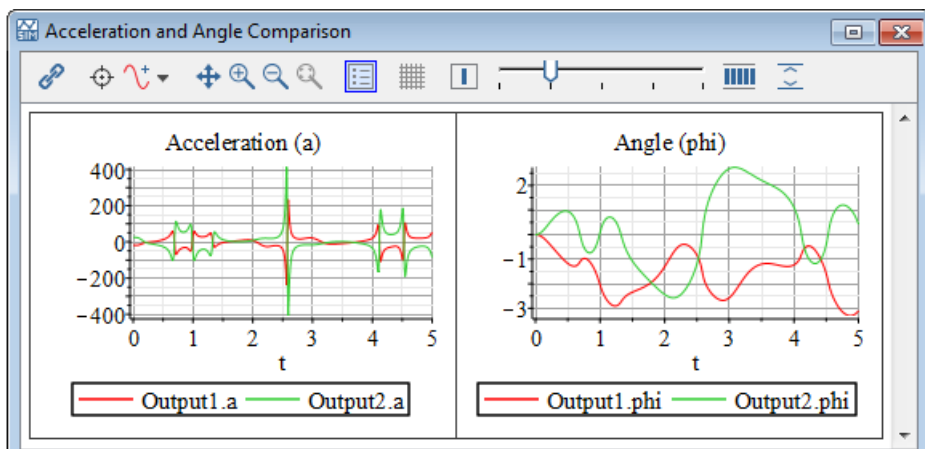 Acceleration and Angle Comparison
Acceleration (a)
400
200
0
−200
−400
0 1 2 3 4 5
t
Output1.a Output2.a
Angle (phi)
2
−1
−3
0 1 2 3 4 5
t
Output1.phi Output2.phi